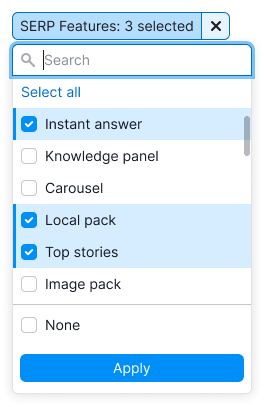 SERP Features: 3 selected
Search
Select all
Instant answer
Knowledge panel
Carousel
Local pack
Top stories
Image pack
None
Apply